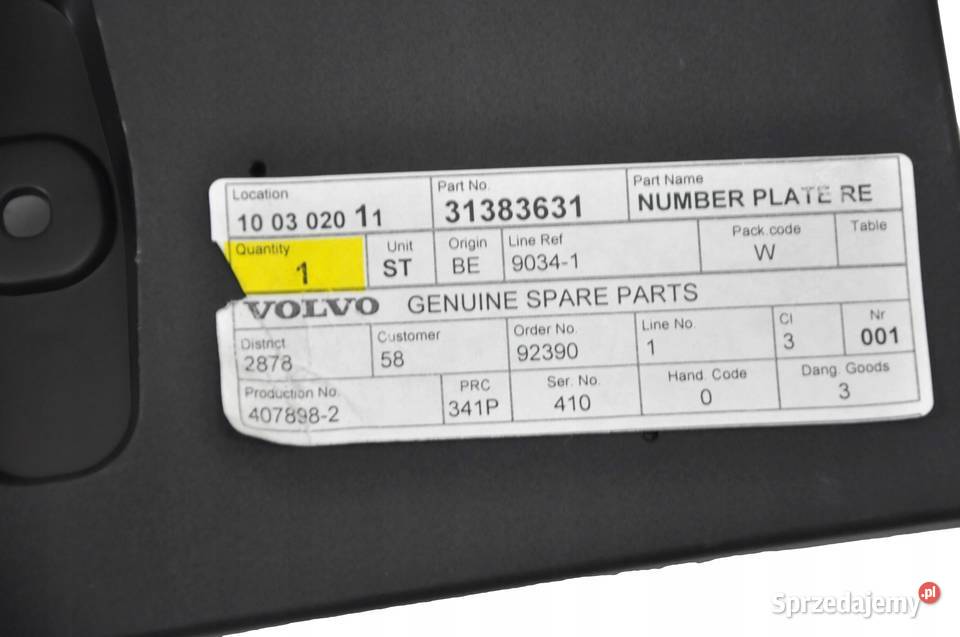 Location Part No. Part Name
10 03 020 11 31383631 NUMBER PLATE RE
Quantity Unit Origin Line Ref Pack.code Table
1 ST BE 9034-1 W
VOLVO GENUINE SPARE PARTS
District Customer Order No. Line No. Cl Nr
2878 58 92390 1 3 001
Production No. PRC Ser. No. Hand. Code Dang. Goods
407898-2 341P 410 0 3
Sprzedajemy.pl